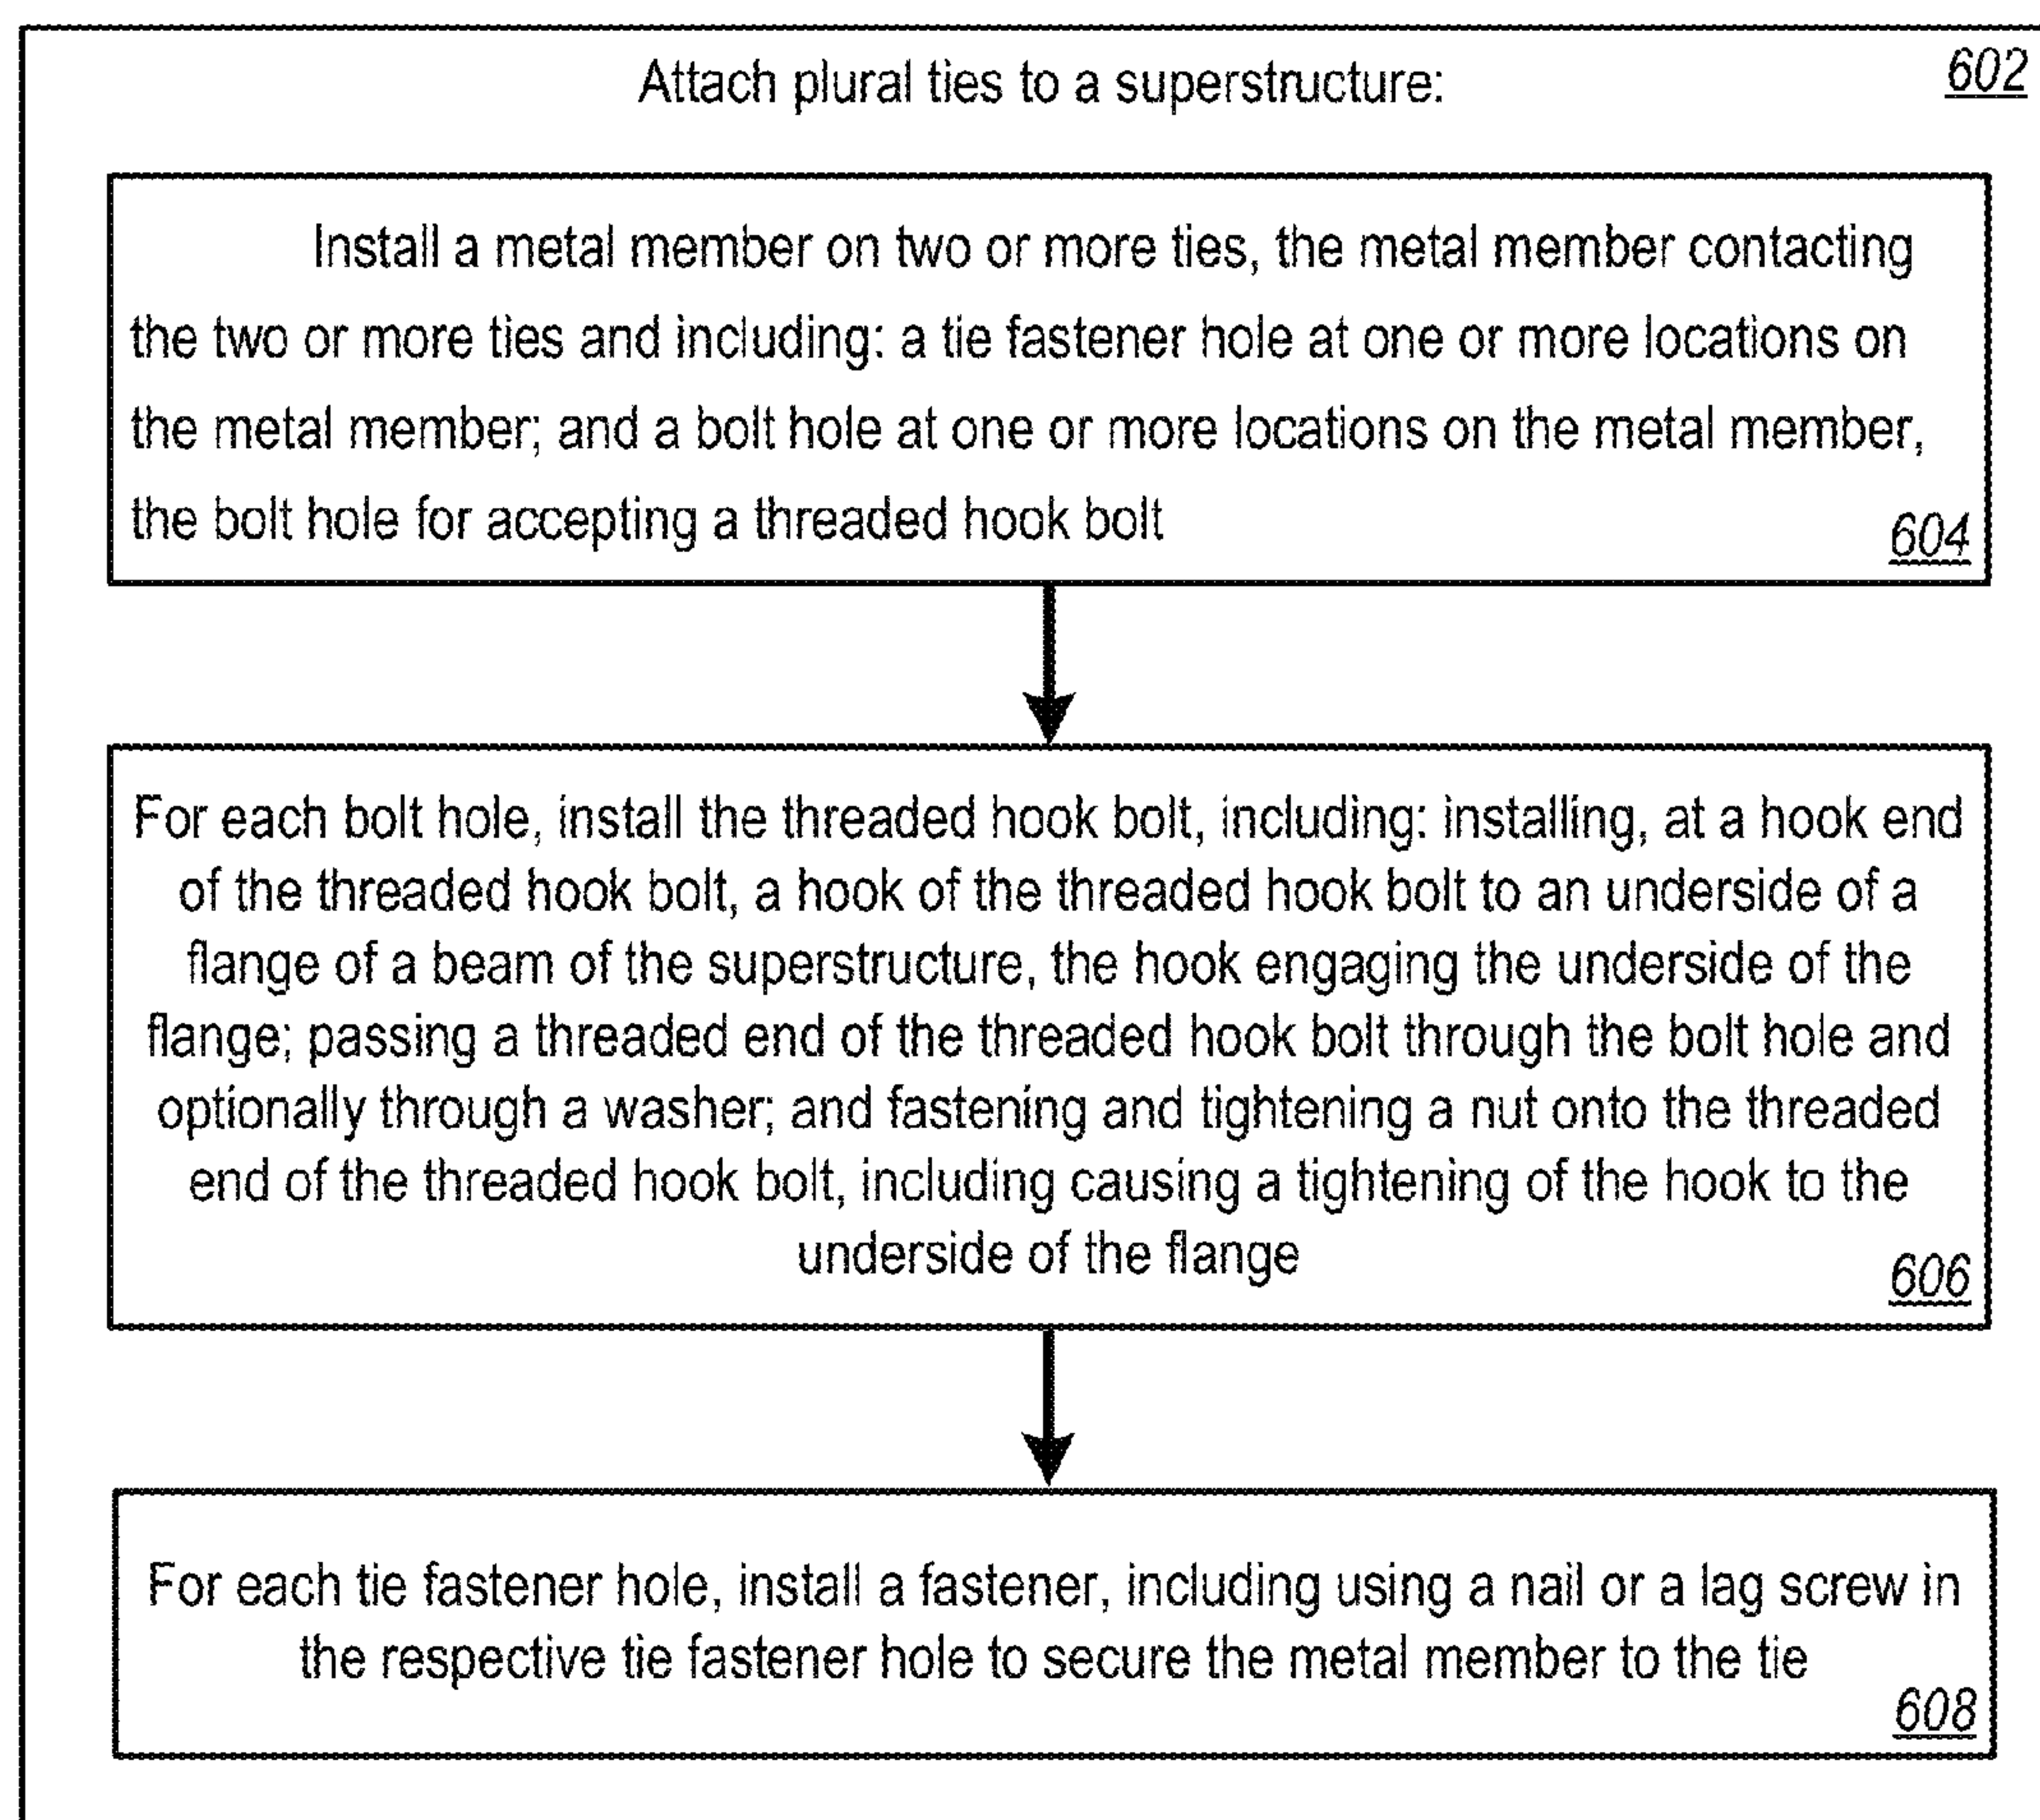 Attach plural ties to a superstructure:
602
Install a metal member on two or more ties, the metal member contacting
the two or more ties and including: a tie fastener hole at one or more locations on
the metal member; and a bolt hole at one or more locations on the metal member,
the bolt hole for accepting a threaded hook bolt
604
For each bolt hole, install the threaded hook bolt, including: installing, at a hook end
of the threaded hook bolt, a hook of the threaded hook bolt to an underside of a
flange of a beam of the superstructure, the hook engaging the underside of the
flange; passing a threaded end of the threaded hook bolt through the bolt hole and
optionally through a washer; and fastening and tightening a nut onto the threaded
end of the threaded hook bolt, including causing a tightening of the hook to the
underside of the flange
606
For each tie fastener hole, install a fastener, including using a nail or a lag screw in
the respective tie fastener hole to secure the metal member to the tie
608